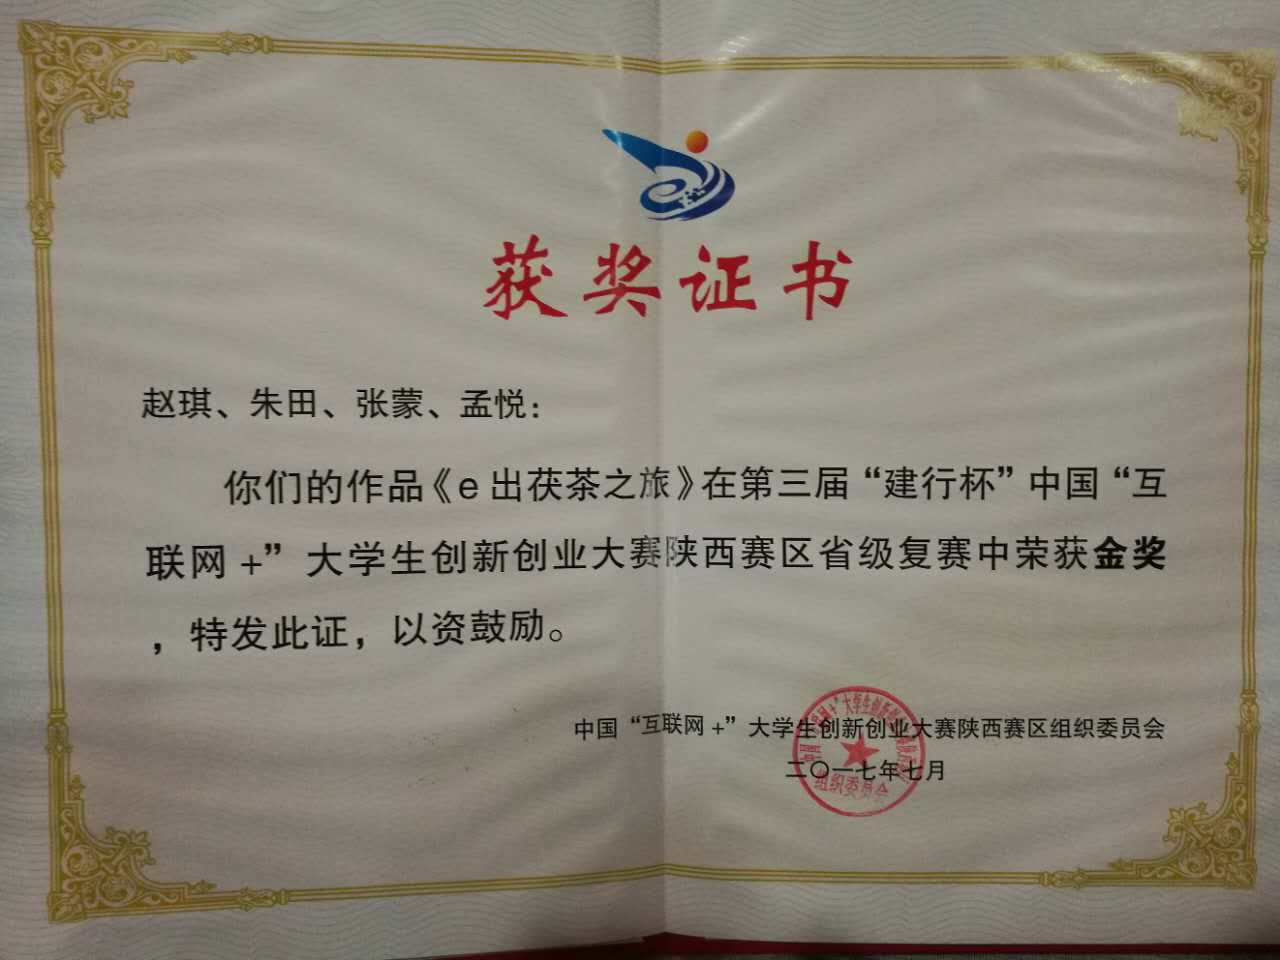 获奖证书
赵琪、朱田、张蒙、孟悦：
你们的作品《e出茯茶之旅》在第三届“建行杯”中国“互
联网+”大学生创新创业大赛陕西赛区省级复赛中荣获金奖
，特发此证，以资鼓励。
中国“互联网+”大学生创新创业大赛陕西赛区组织委员会
二〇一七年七月
组织委员会